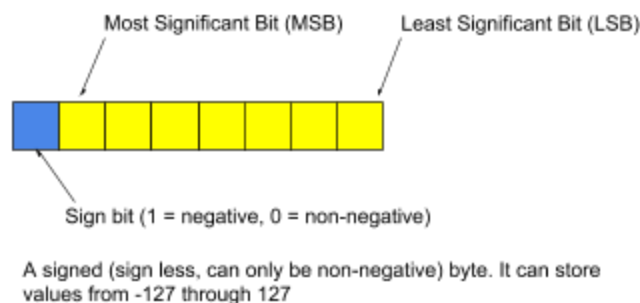 Most Significant Bit (MSB)
Least Significant Bit (LSB)
Sign bit (1 = negative, 0 = non-negative)
A signed (sign less, can only be non-negative) byte. It can store
values from -127 through 127